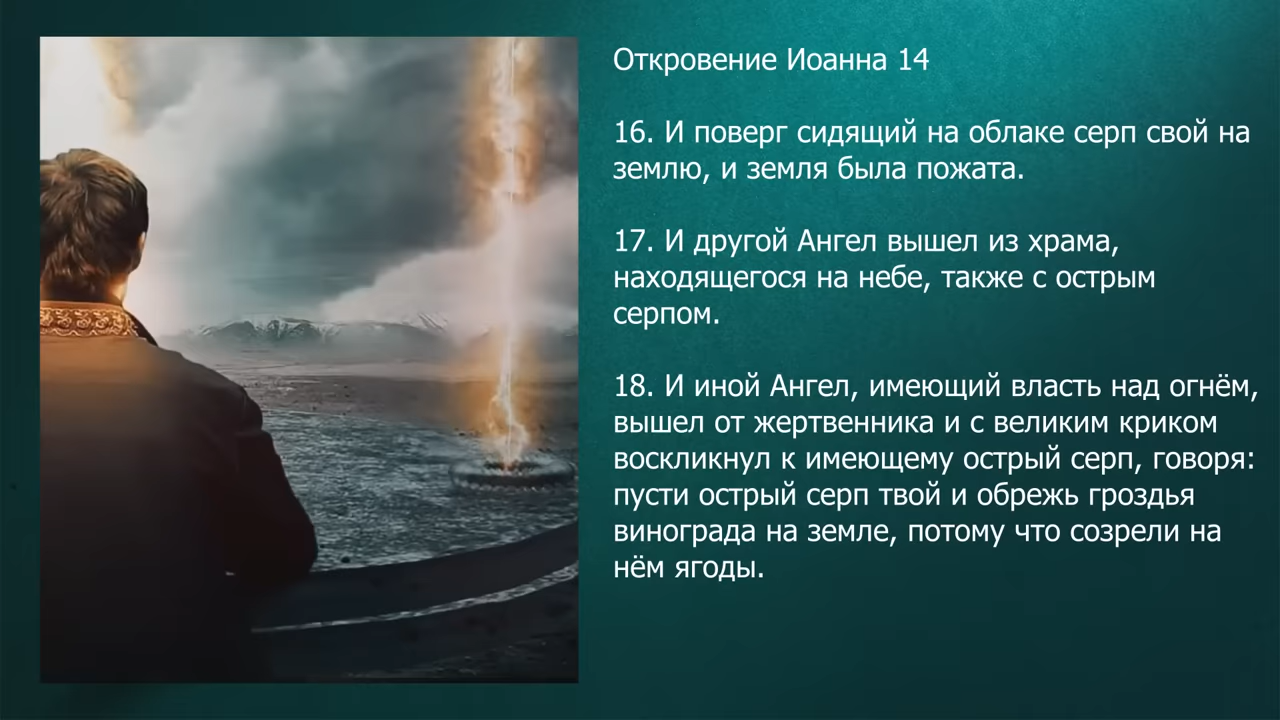 Откровение Иоанна 14
16. И поверг сидящий на облаке серп свой на
землю, и земля была пожата.
17. И другой Ангел вышел из храма,
находящегося на небе, также с острым
серпом.
18. И иной Ангел, имеющий власть над огнём,
вышел от жертвенника и с великим криком
воскликнул к имеющему острый серп, говоря:
пусти острый серп твой и обрежь гроздья
винограда на земле, потому что созрели на
нём ягоды.